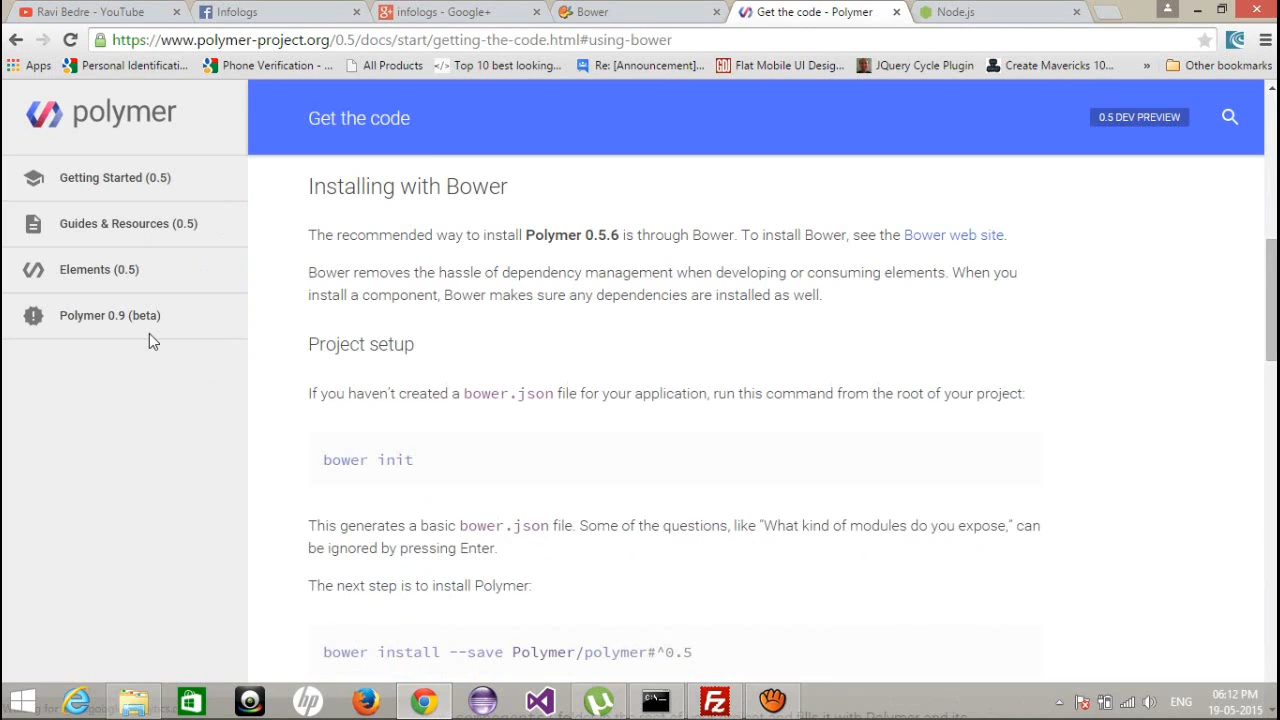 Ravi Bedre - YouTube
Infologs
infologs - Google+
Bower
Get the code - Polymer
Node.js
https://www.polymer-project.org/0.5/docs/start/getting-the-code.html#using-bower
Apps
Personal Identificati...
Phone Verification - ...
All Products
Top 10 best looking...
Re: [Announcement]...
Flat Mobile UI Desig...
JQuery Cycle Plugin
Create Mavericks 10...
»
Other bookmarks
polymer
Get the code
0.5 DEV PREVIEW
Getting Started (0.5)
Guides & Resources (0.5)
Elements (0.5)
Polymer 0.9 (beta)
Installing with Bower
The recommended way to install Polymer 0.5.6 is through Bower. To install Bower, see the Bower web site.
Bower removes the hassle of dependency management when developing or consuming elements. When you
install a component, Bower makes sure any dependencies are installed as well.
Project setup
If you haven't created a bower.json file for your application, run this command from the root of your project:
bower init
This generates a basic bower.json file. Some of the questions, like “What kind of modules do you expose,” can
be ignored by pressing Enter.
The next step is to install Polymer:
bower install --save Polymer/polymer#^0.5
hp
FZ
ENG
06:12 PM
19-05-2015